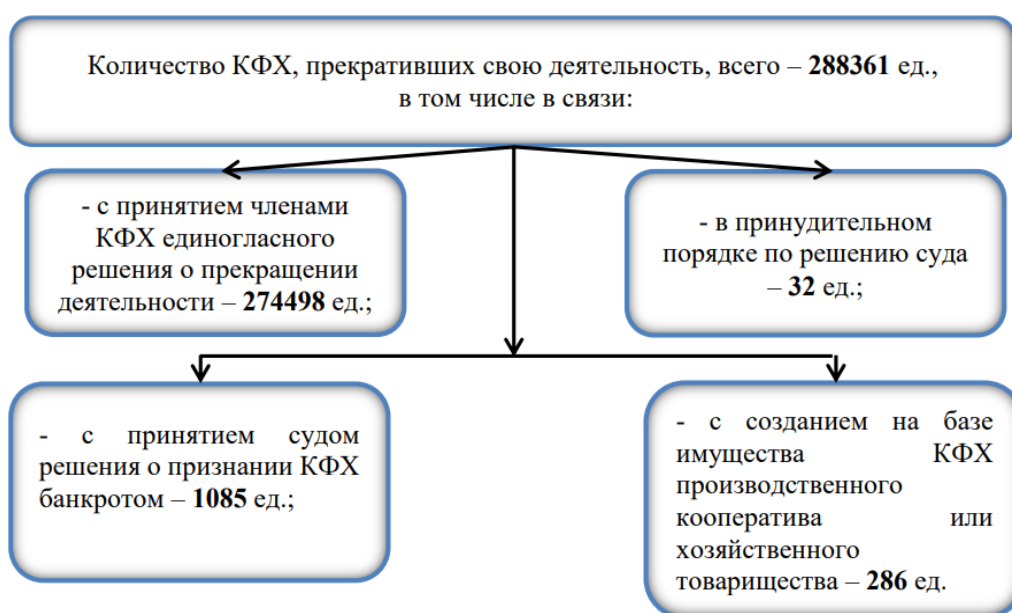 Количество КФХ, прекративших свою деятельность, всего – 288361 ед.,
в том числе в связи:
- с принятием членами
КФХ единогласного
решения о прекращении
деятельности – 274498 ед.;
- в принудительном
порядке по решению суда
– 32 ед.;
- с принятием судом
решения о признании КФХ
банкротом – 1085 ед.;
- с созданием на базе
имущества КФХ
производственного
кооператива или
хозяйственного
товарищества – 286 ед.